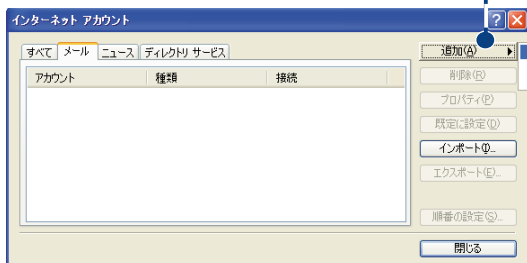 インターネット アカウント
すべて メール ニュース ディレクトリ サービス
アカウント 種類 接続
追加(A)
削除(R)
プロパティ(P)
既定に設定(D)
インポート(I)...
エクスポート(E)...
順番の設定(S)...
閉じる